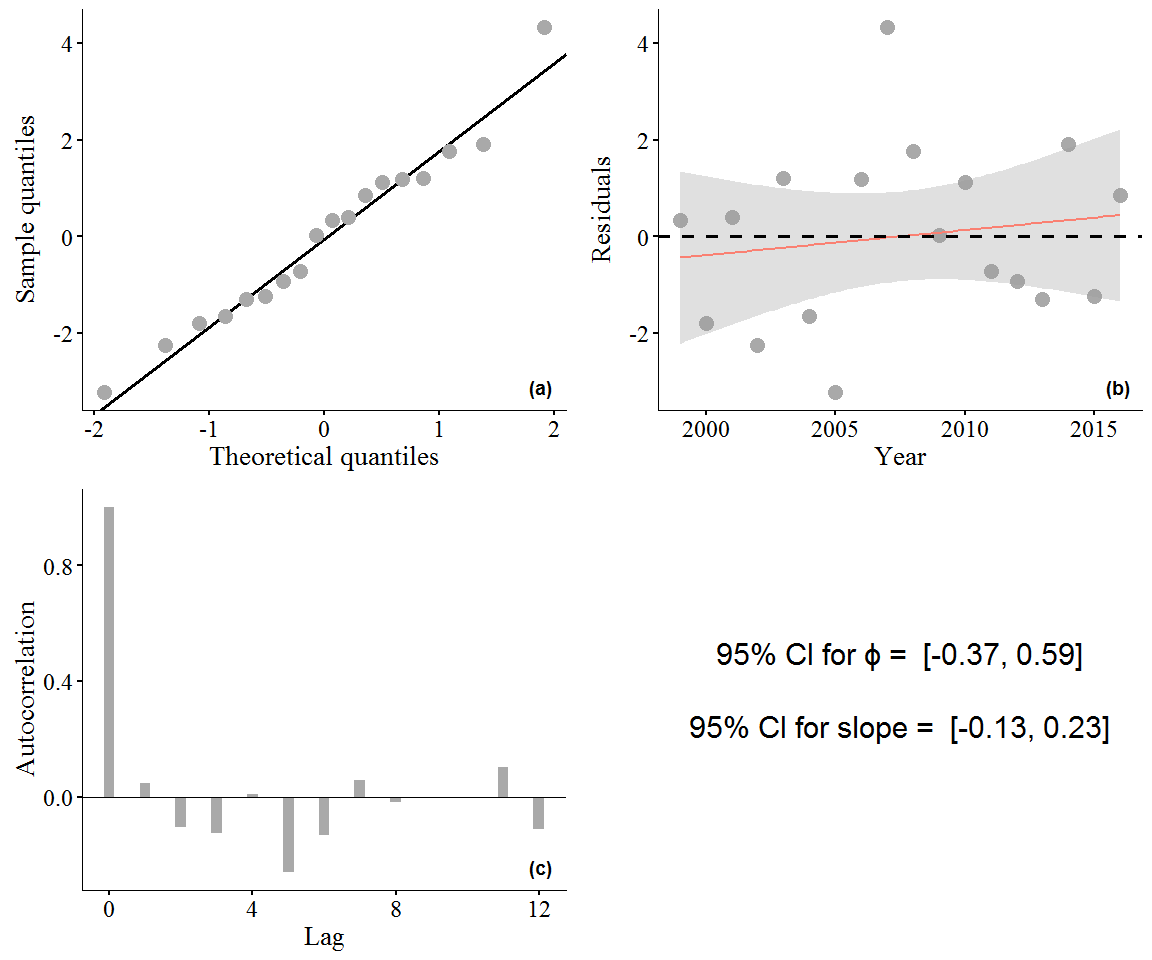 4
2
0
-2
Sample quantiles
-2
-1
0
1
2
Theoretical quantiles
(a)
4
2
0
-2
Residuals
2000
2005
2010
2015
Year
(b)
0.8
0.4
0.0
Autocorrelation
0
4
8
12
Lag
(c)
95% CI for ϕ = [-0.37, 0.59]
95% CI for slope = [-0.13, 0.23]